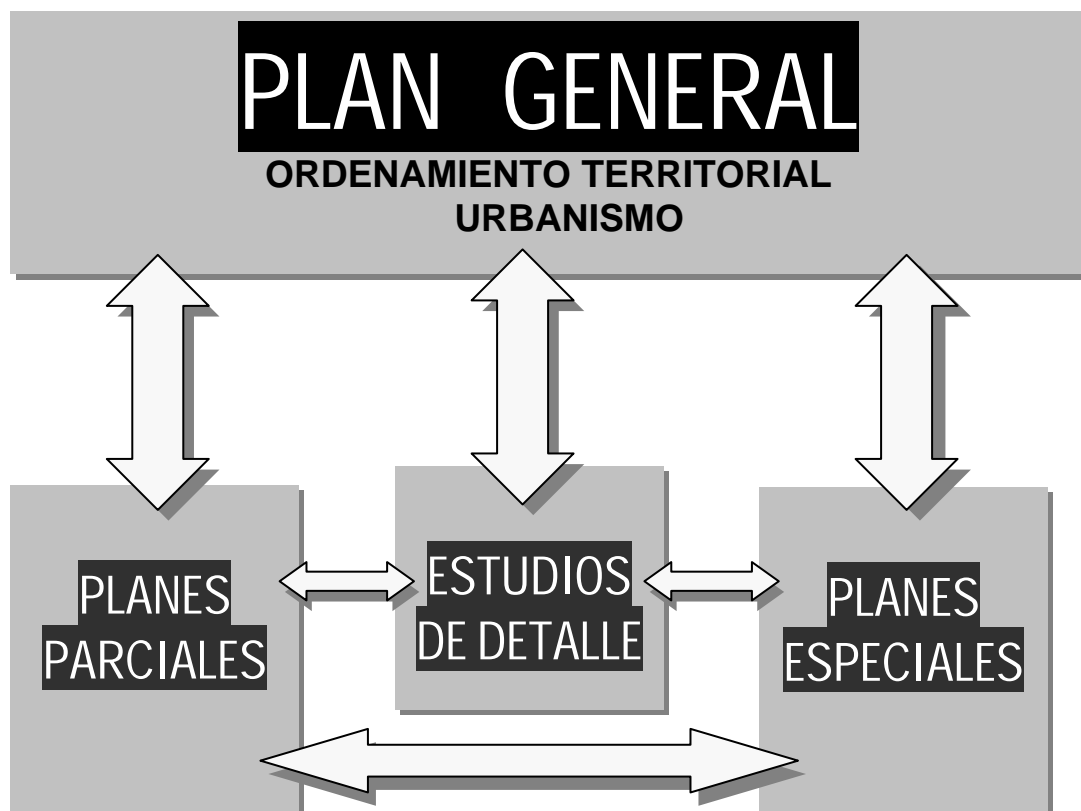 PLAN GENERAL
ORDENAMIENTO TERRITORIAL
URBANISMO
PLANES
PARCIALES
ESTUDIOS
DE DETALLE
PLANES
ESPECIALES